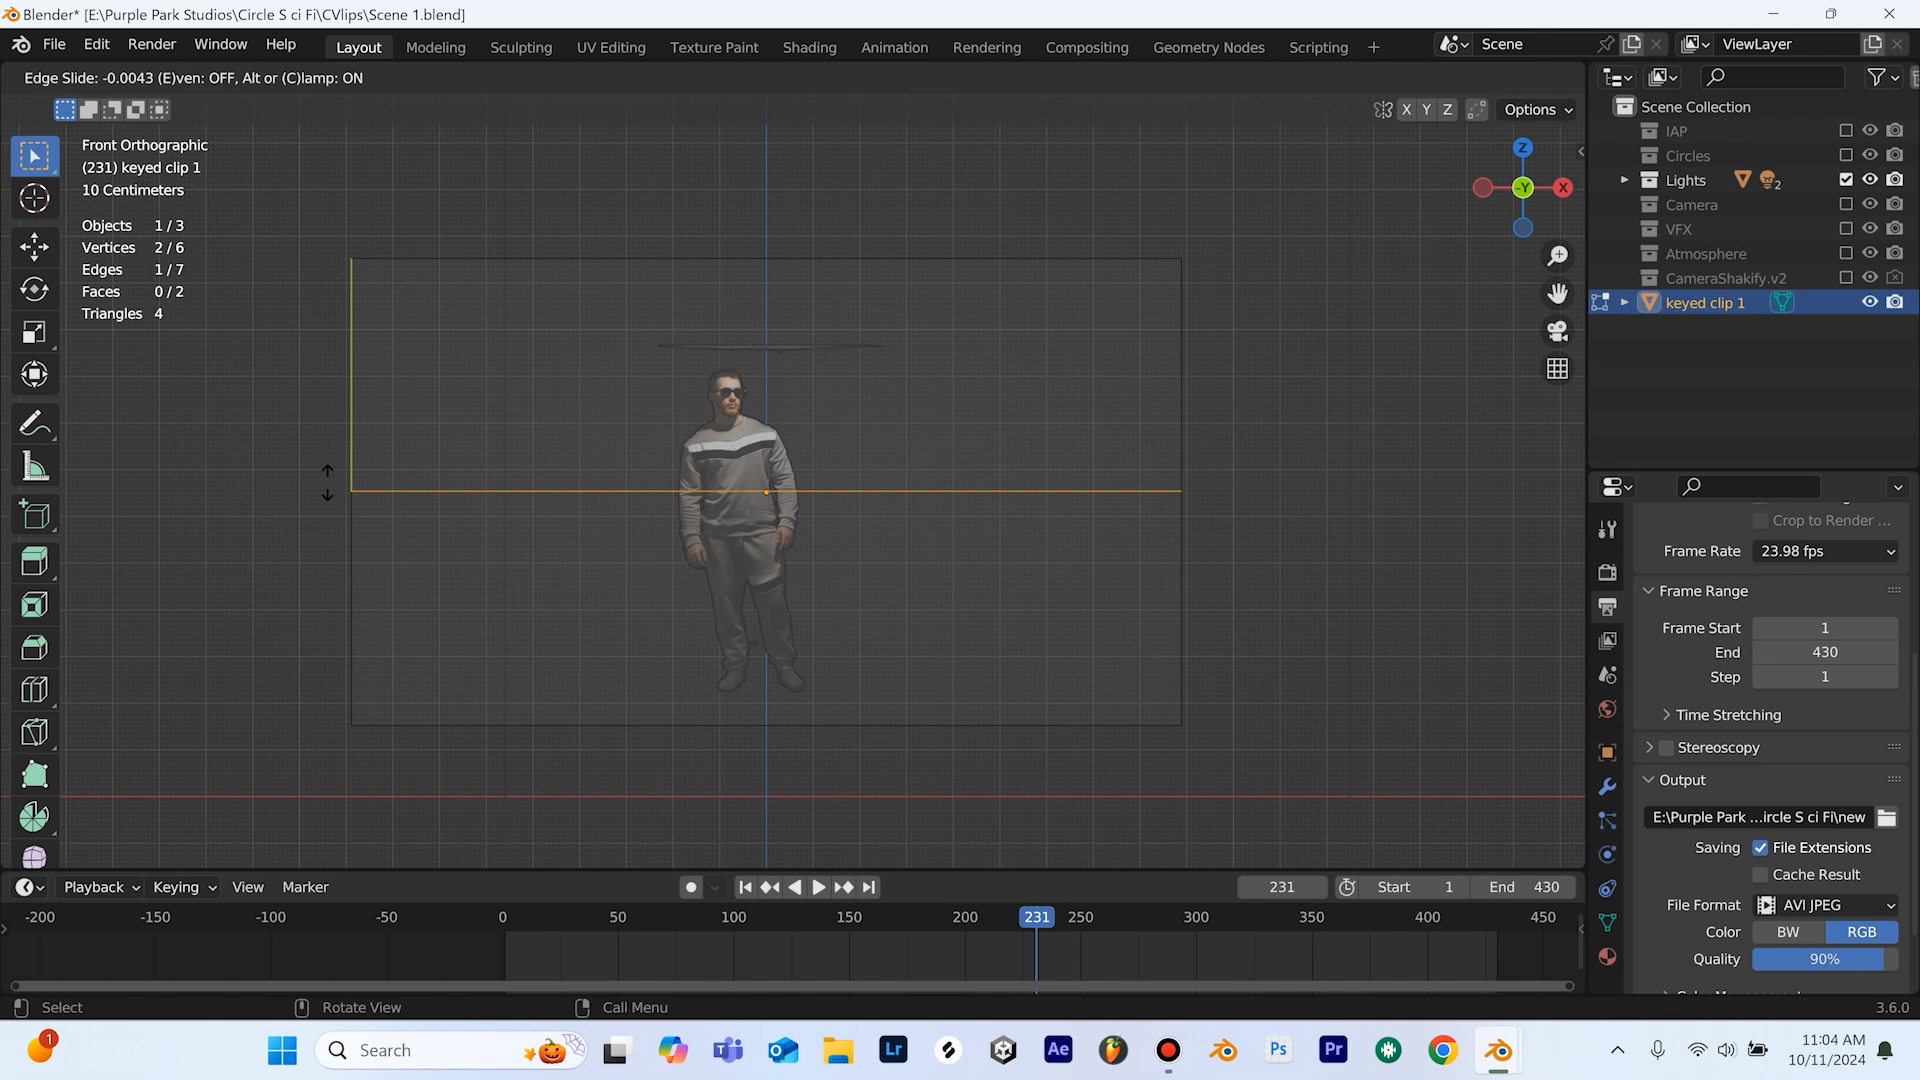 Blender* [E:\Purple Park Studios\Circle S ci Fi\CVlips\Scene 1.blend]
File Edit Render Window Help Layout Modeling Sculpting UV Editing Texture Paint Shading Animation Rendering Compositing Geometry Nodes Scripting + Scene ViewLayer
Edge Slide: -0.0043 (E)ven: OFF, Alt or (C)lamp: ON
X Y Z Options
Scene Collection
IAP
Circles
Lights 2
Camera
VFX
Atmosphere
CameraShakify.v2
keyed clip 1
Front Orthographic
(231) keyed clip 1
10 Centimeters
Objects 1 / 3
Vertices 2 / 6
Edges 1 / 7
Faces 0 / 2
Triangles 4
Z
-Y X
Crop to Render ...
Frame Rate 23.98 fps
Frame Range
Frame Start 1
End 430
Step 1
Time Stretching
Stereoscopy
Output
E:\Purple Park ...ircle S ci Fi\new
Saving File Extensions
Cache Result
File Format AVI JPEG
Color BW RGB
Quality 90%
Playback Keying View Marker 231 Start 1 End 430
-200 -150 -100 -50 0 50 100 150 200 231 250 300 350 400 450
Select Rotate View Call Menu 3.6.0
1 Search Lr Ae Ps Pr 11:04 AM
10/11/2024